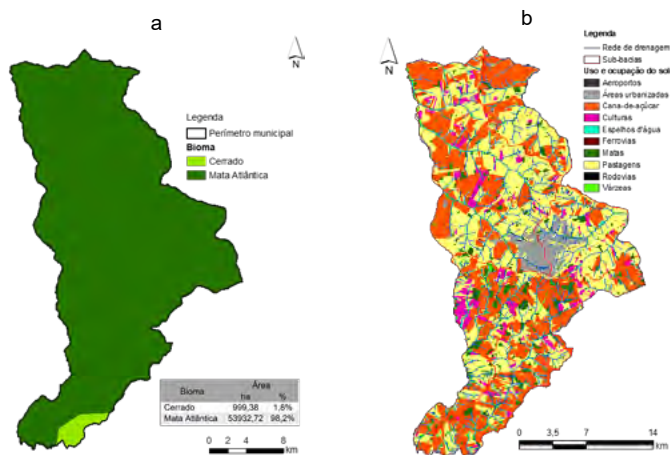 a
N
Legenda
Perímetro municipal
Bioma
Cerrado
Mata Atlântica
Bioma Área
ha %
Cerrado 999,38 1,8%
Mata Atlântica 53932,72 98,2%
0 2 4 8
km
b
N
Legenda
Rede de drenagem
Sub-bacias
Uso e ocupação do solo
Aeroportos
Áreas urbanizadas
Cana-de-açúcar
Culturas
Espelhos d'água
Ferrovias
Matas
Pastagens
Rodovias
Várzeas
0 3,5 7 14
km